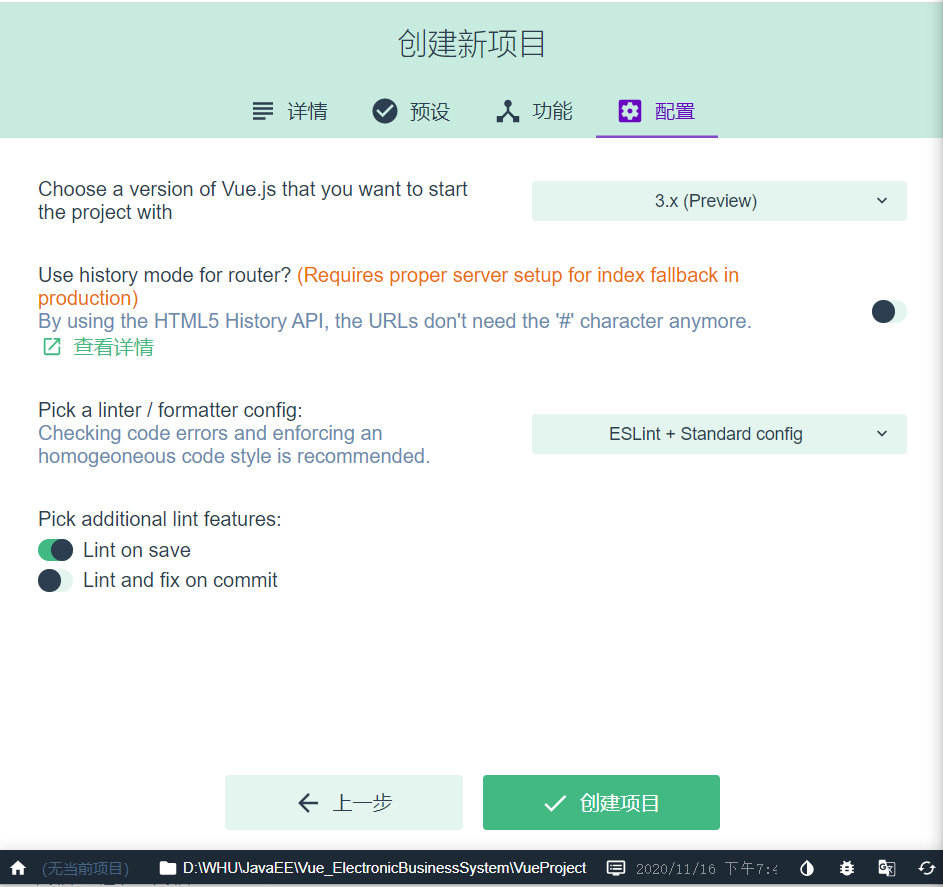 创建新项目
详情 预设 功能 配置
Choose a version of Vue.js that you want to start
the project with
3.x (Preview)
Use history mode for router? (Requires proper server setup for index fallback in
production)
By using the HTML5 History API, the URLs don't need the '#' character anymore.
查看详情
Pick a linter / formatter config:
Checking code errors and enforcing an
homogeoneous code style is recommended.
ESLint + Standard config
Pick additional lint features:
Lint on save
Lint and fix on commit
上一步 创建项目
(无当前项目) D:\WHU\JavaEE\Vue_ElectronicBusinessSystem\VueProject 2020/11/16 下午7:4